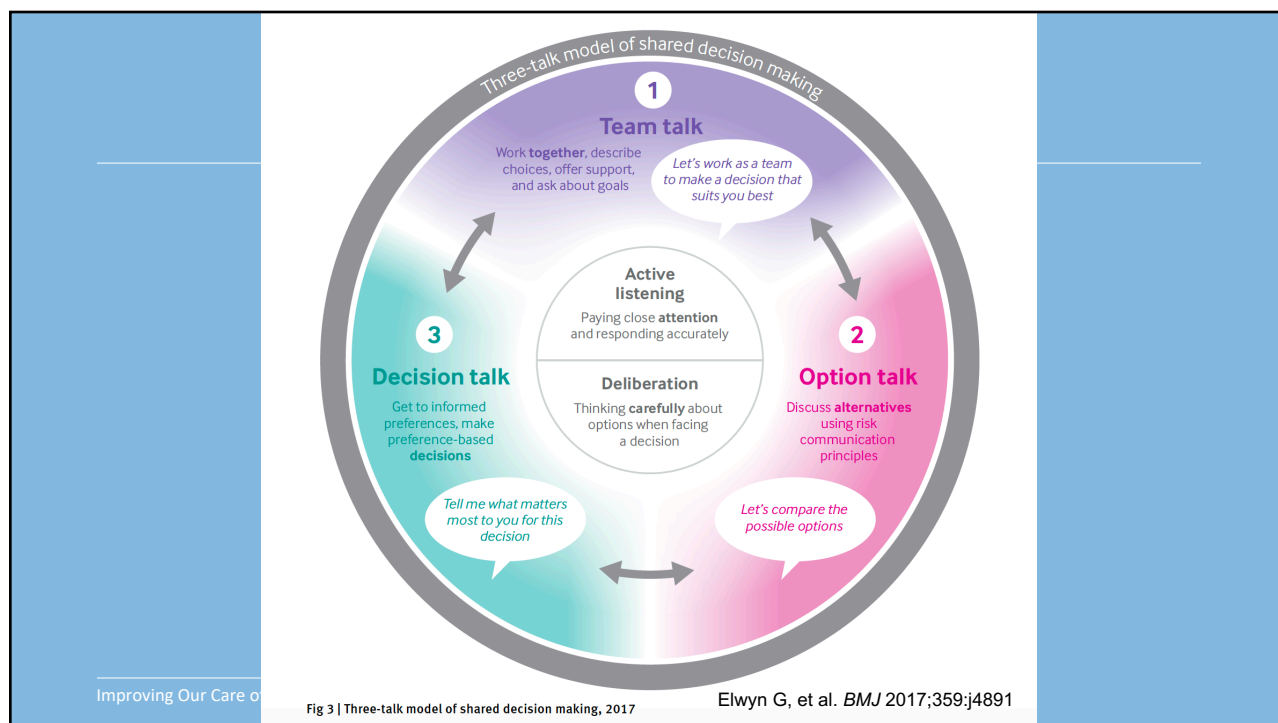 Three-talk model of shared decision making
1
Team talk
Work together, describe
choices, offer support,
and ask about goals
Let's work as a team
to make a decision that
suits you best
Active
listening
Paying close attention
and responding accurately
Deliberation
Thinking carefully about
options when facing
a decision
2
Option talk
Discuss alternatives
using risk
communication
principles
Let's compare the
possible options
3
Decision talk
Get to informed
preferences, make
preference-based
decisions
Tell me what matters
most to you for this
decision
Improving Our Care
Fig 3 | Three-talk model of shared decision making, 2017
Elwyn G, et al. BMJ 2017;359:j4891